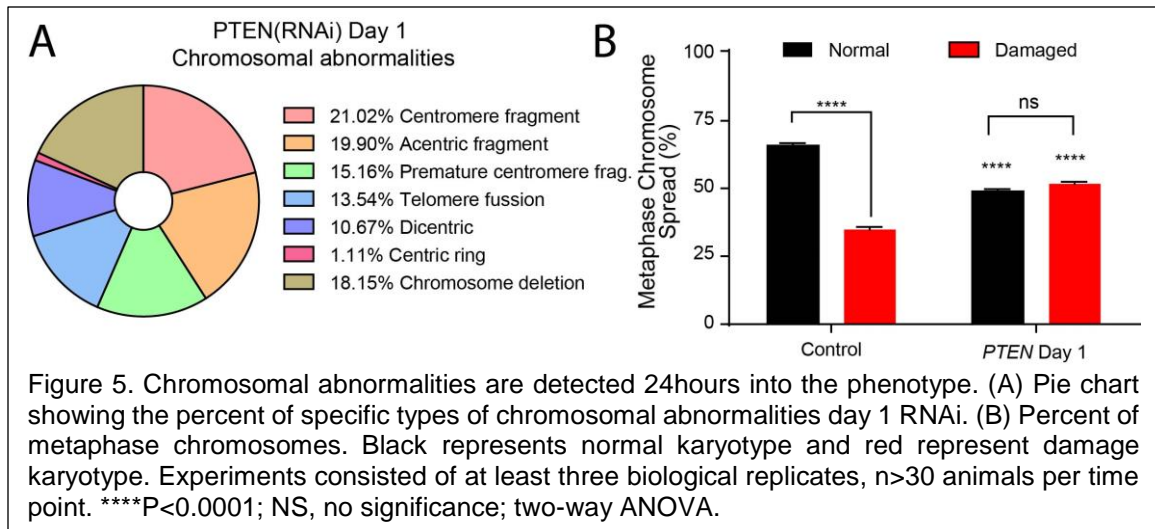 A
PTEN(RNAi) Day 1
Chromosomal abnormalities
21.02% Centromere fragment
19.90% Acentric fragment
15.16% Premature centromere frag.
13.54% Telomere fusion
10.67% Dicentric
1.11% Centric ring
18.15% Chromosome deletion
B
Normal
Damaged
Metaphase Chromosome
Spread (%)
100
75
50
25
0
****
ns
****
****
Control
PTEN Day 1
Figure 5. Chromosomal abnormalities are detected 24hours into the phenotype. (A) Pie chart
showing the percent of specific types of chromosomal abnormalities day 1 RNAi. (B) Percent of
metaphase chromosomes. Black represents normal karyotype and red represent damage
karyotype. Experiments consisted of at least three biological replicates, n>30 animals per time
point. ****P<0.0001; NS, no significance; two-way ANOVA.